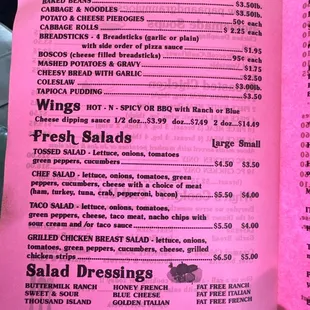 BAKED BEANS $3.50lb.
CABBAGE & NOODLES $3.50lb.
POTATO & CHEESE PIEROGIES 50¢ each
CABBAGE ROLLS $ 2.25 each
BREADSTICKS - 4 Breadsticks (garlic or plain)
with side order of pizza sauce $1.95
BOSCOS (cheese filled breadsticks) 95¢ each
MASHED POTATOES & GRAVY $1.75
CHEESY BREAD WITH GARLIC $2.50
COLESLAW $3.00lb.
TAPIOCA PUDDING $3.50
Wings HOT - N - SPICY OR BBQ with Ranch or Blue
Cheese dipping sauce 1/2 doz...$3.99 doz...$7.49 2 doz...$14.49
Fresh Salads Large Small
TOSSED SALAD - lettuce, onions, tomatoes
green peppers, cucumbers $4.50 $3.50
CHEF SALAD - lettuce, onions, tomatoes, green
peppers, cucumbers, cheese with a choice of meat
(ham, turkey, tuna, crab, pepperoni, bacon) $5.50 $4.00
TACO SALAD - lettuce, onions, tomatoes,
green peppers, cheese, taco meat, nacho chips with
sour cream and /or taco sauce $5.50 $4.00
GRILLED CHICKEN BREAST SALAD - lettuce, onions,
tomatoes, green peppers, cucumbers, cheese, grilled
chicken strips $6.50 $5.00
Salad Dressings
BUTTERMILK RANCH HONEY FRENCH FAT FREE RANCH
SWEET & SOUR BLUE CHEESE FAT FREE ITALIAN
THOUSAND ISLAND GOLDEN ITALIAN FAT FREE FRENCH